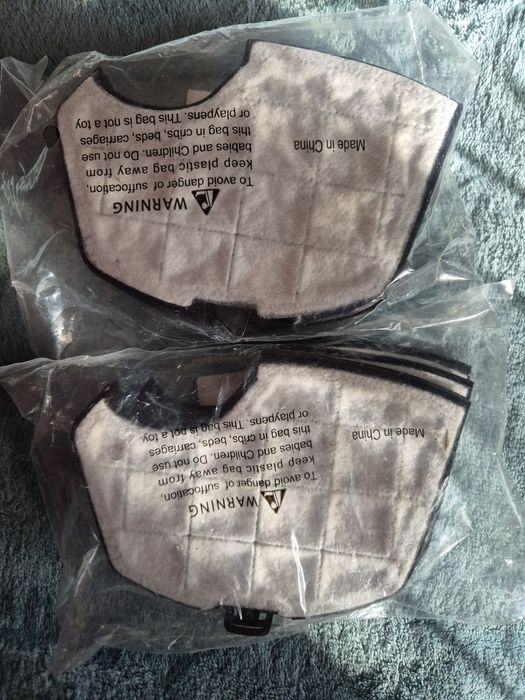 WARNING
To avoid danger of suffocation,
keep plastic bag away from
babies and Children. Do not use
this bag in cribs, beds, carriages
or playpens. This bag is not a toy
Made in China
WARNING
To avoid danger of suffocation,
keep plastic bag away from
babies and Children. Do not use
this bag in cribs, beds, carriages
or playpens. This bag is not a toy
Made in China